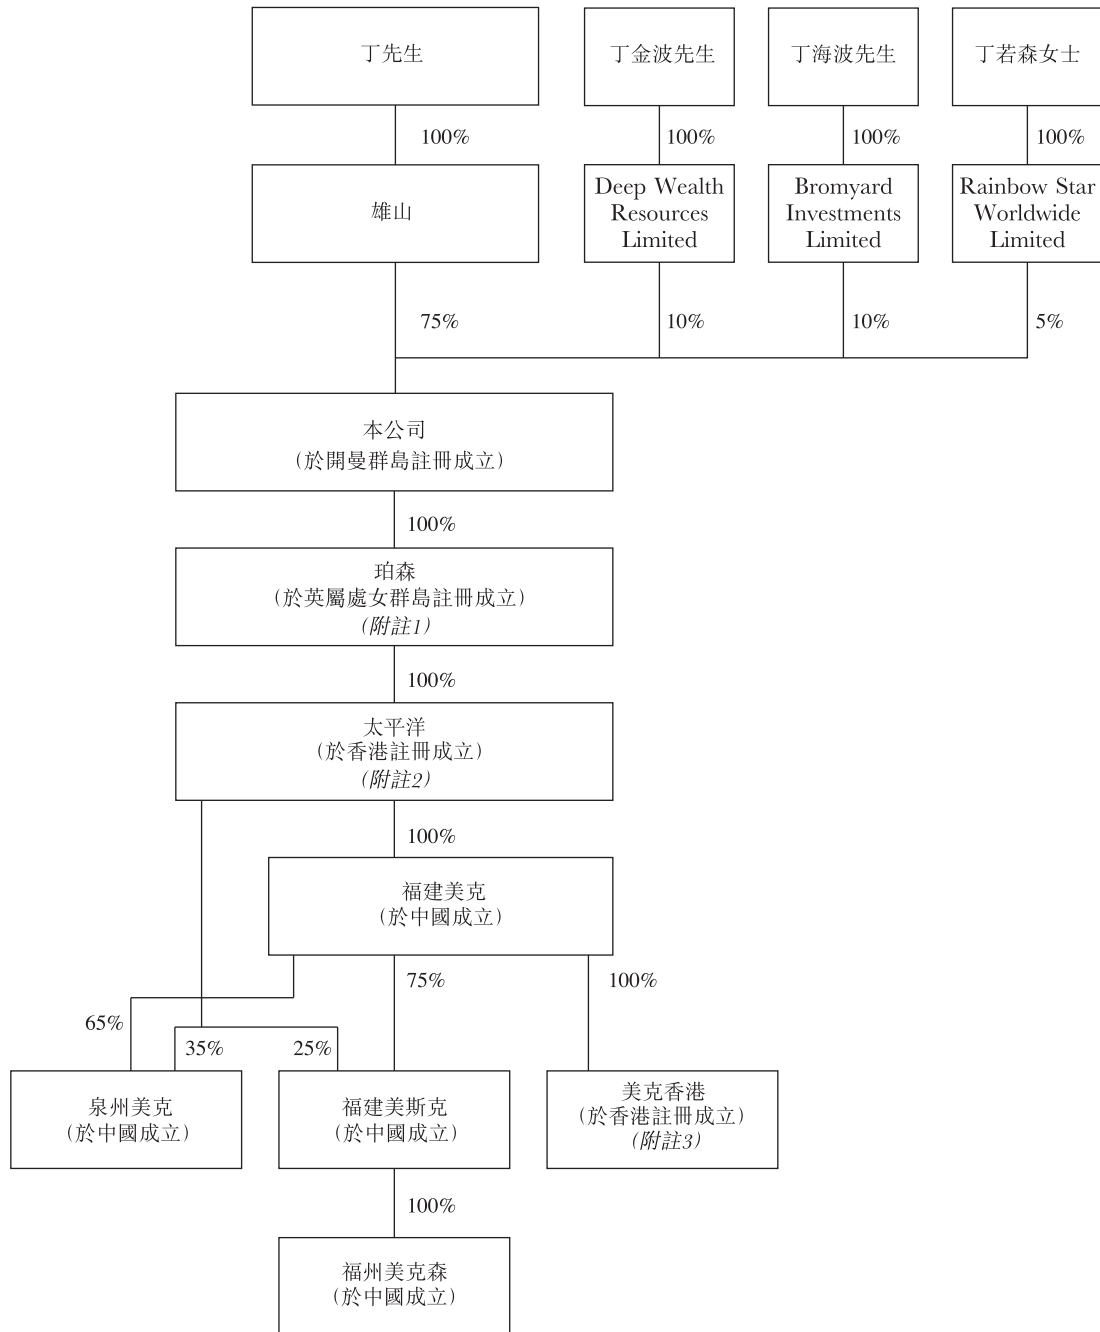 丁先生
丁金波先生
丁海波先生
丁若森女士
100%
100%
100%
100%
雄山
Deep Wealth
Resources
Limited
Bromyard
Investments
Limited
Rainbow Star
Worldwide
Limited
75%
10%
10%
5%
本公司
(於開曼群島註冊成立)
100%
珀森
(於英屬處女群島註冊成立)
(附註1)
100%
太平洋
(於香港註冊成立)
(附註2)
100%
福建美克
(於中國成立)
75%
100%
65%
35%
25%
泉州美克
(於中國成立)
福建美斯克
(於中國成立)
美克香港
(於香港註冊成立)
(附註3)
100%
福州美克森
(於中國成立)